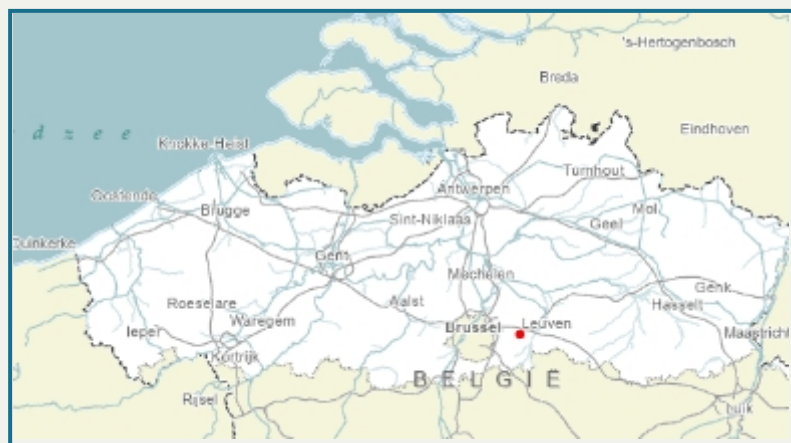 's-Hertogenbosch
Breda
d z e e
Eindhoven
Knokke-Heist
Turnhout
Oostende
Antwerpen
Brugge
Mol
Sint-Niklaas
Geel
Duinkerke
Gent
Mechelen
Genk
Roeselare
Aalst
Hasselt
Waregem
Brussel
Leuven
Ieper
Maastricht
Kortrijk
BELGIË
Rijsel
Luik